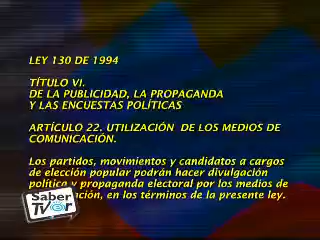 LEY 130 DE 1994
TÍTULO VI.
DE LA PUBLICIDAD, LA PROPAGANDA
Y LAS ENCUESTAS POLÍTICAS
ARTÍCULO 22. UTILIZACIÓN DE LOS MEDIOS DE
COMUNICACIÓN.
Los partidos, movimientos y candidatos a cargos
de elección popular podrán hacer divulgación
política y propaganda electoral por los medios de
en los términos de la presente ley.
Saber
TVer